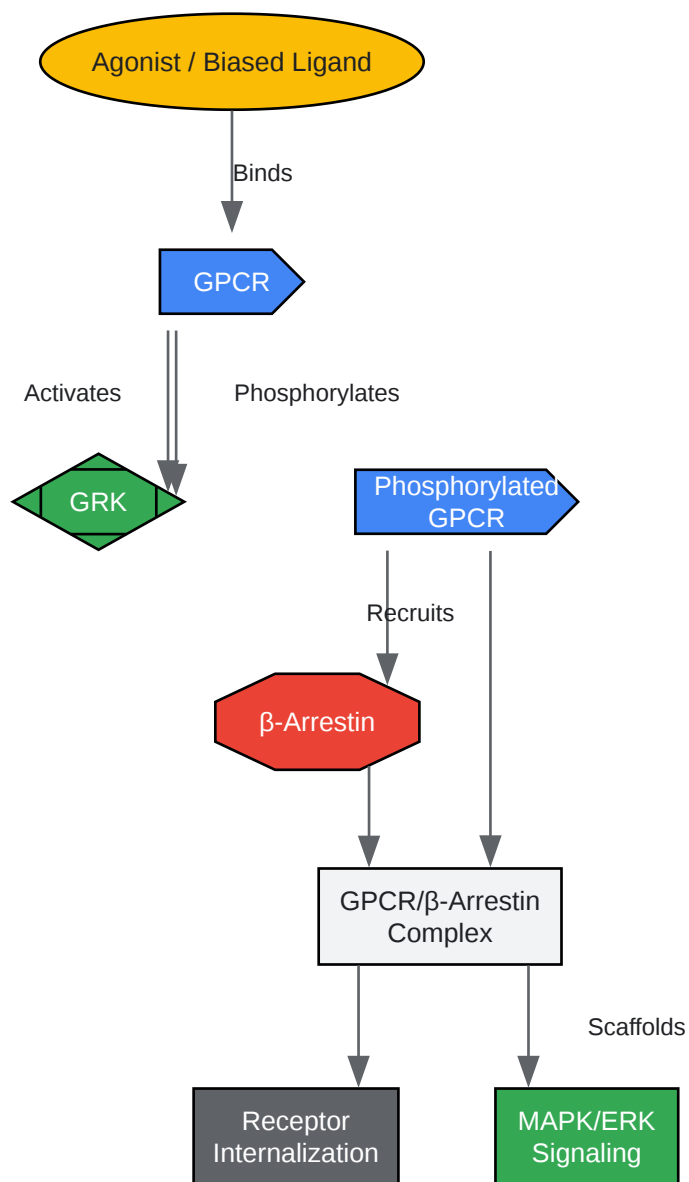 Agonist / Biased Ligand
Binds
GPCR
Activates
Phosphorylates
GRK
Phosphorylated
GPCR
Recruits
β-Arrestin
GPCR/β-Arrestin
Complex
Scaffolds
Receptor
Internalization
MAPK/ERK
Signaling